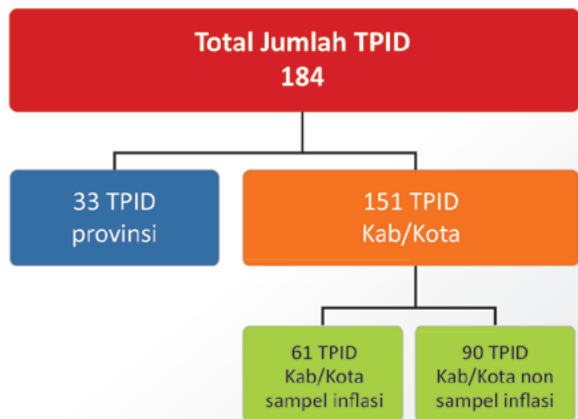 Total Jumlah TPID
184
33 TPID
provinsi
151 TPID
Kab/Kota
61 TPID
Kab/Kota
sampel inflasi
90 TPID
Kab/Kota non
sampel inflasi